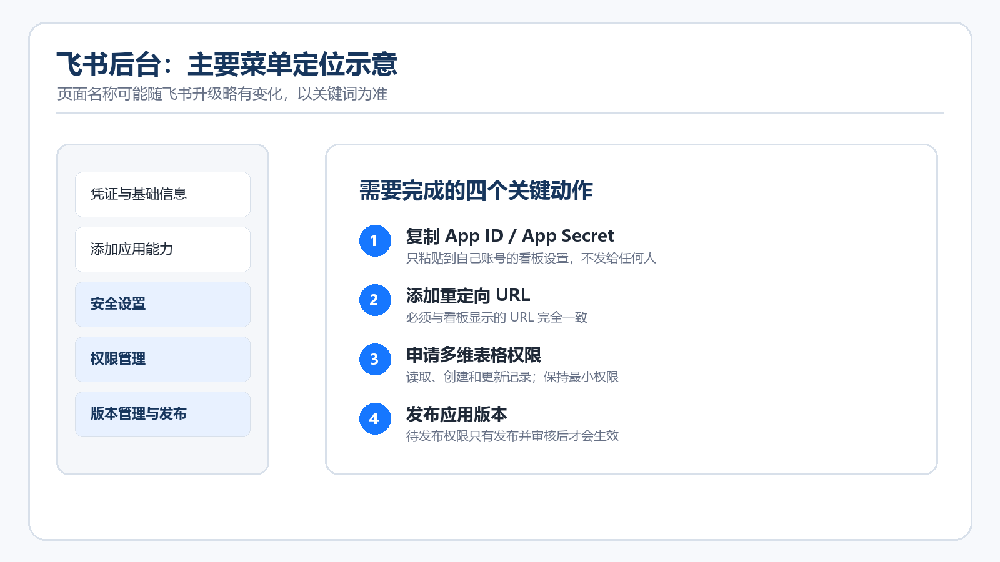 飞书后台：主要菜单定位示意
页面名称可能随飞书升级略有变化，以关键词为准
凭证与基础信息
添加应用能力
安全设置
权限管理
版本管理与发布
需要完成的四个关键动作
1
复制 App ID / App Secret
只粘贴到自己账号的看板设置，不发给任何人
2
添加重定向 URL
必须与看板显示的 URL 完全一致
3
申请多维表格权限
读取、创建和更新记录；保持最小权限
4
发布应用版本
待发布权限只有发布并审核后才会生效